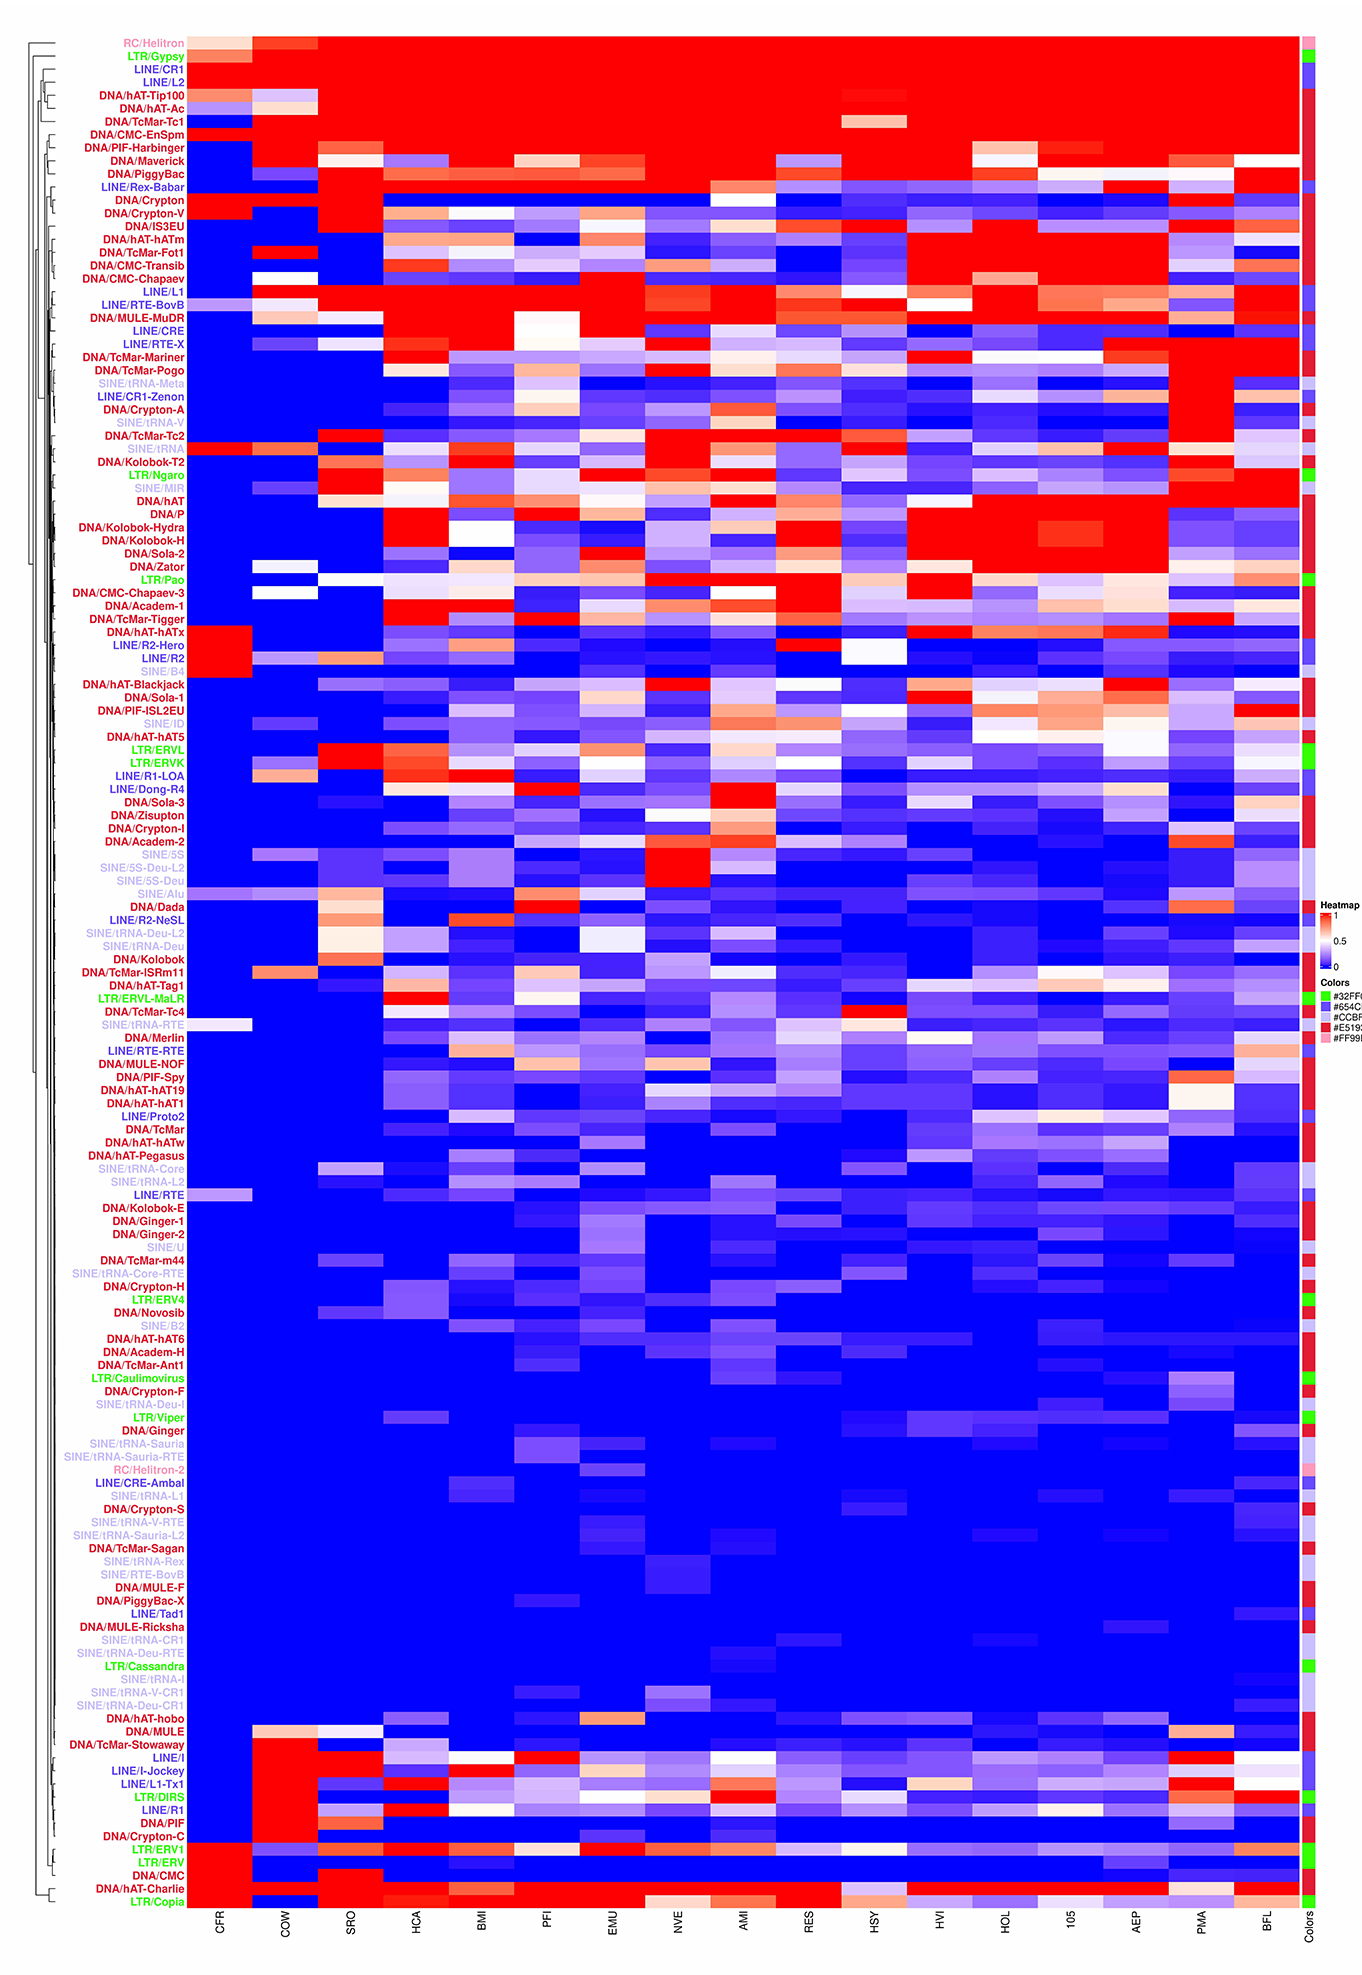 RC/Helitron
LTR/Gypsy
LINE/CR1
LINE/L2
DNA/hAT-Tip100
DNA/hAT-Ac
DNA/TcMar-Tc1
DNA/CMC-EnSpm
DNA/PIF-Harbinger
DNA/Maverick
DNA/PiggyBac
LINE/Rex-Babar
DNA/Crypton
DNA/Crypton-V
DNA/IS3EU
DNA/hAT-hATm
DNA/TcMar-Fot1
DNA/CMC-Transib
DNA/CMC-Chapaev
LINE/L1
LINE/RTE-BovB
DNA/MULE-MuDR
LINE/CRE
LINE/RTE-X
DNA/TcMar-Mariner
DNA/TcMar-Pogo
SINE/tRNA-Meta
LINE/CR1-Zenon
DNA/Crypton-A
SINE/tRNA-V
DNA/TcMar-Tc2
SINE/tRNA
DNA/Kolobok-T2
LTR/Ngaro
SINE/MIR
DNA/hAT
DNA/P
DNA/Kolobok-Hydra
DNA/Kolobok-H
DNA/Sola-2
DNA/Zator
LTR/Pao
DNA/CMC-Chapaev-3
DNA/Academ-1
DNA/TcMar-Tigger
DNA/hAT-hATx
LINE/R2-Hero
LINE/R2
SINE/B4
DNA/hAT-Blackjack
DNA/Sola-1
DNA/PIF-ISL2EU
SINE/ID
DNA/hAT-hAT5
LTR/ERVL
LTR/ERVK
LINE/R1-LOA
LINE/Dong-R4
DNA/Sola-3
DNA/Zisupton
DNA/Crypton-I
DNA/Academ-2
SINE/5S
SINE/5S-Deu-L2
SINE/5S-Deu
SINE/Alu
DNA/Dada
LINE/R2-NeSL
SINE/tRNA-Deu-L2
SINE/tRNA-Deu
DNA/Kolobok
DNA/TcMar-ISRm11
DNA/hAT-Tag1
LTR/ERVL-MaLR
DNA/TcMar-Tc4
SINE/tRNA-RTE
DNA/Merlin
LINE/RTE-RTE
DNA/MULE-NOF
DNA/PIF-Spy
DNA/hAT-hAT19
DNA/hAT-hAT1
LINE/Proto2
DNA/TcMar
DNA/hAT-hATw
DNA/hAT-Pegasus
SINE/tRNA-Core
SINE/tRNA-L2
LINE/RTE
DNA/Kolobok-E
DNA/Ginger-1
DNA/Ginger-2
SINE/U
DNA/TcMar-m44
SINE/tRNA-Core-RTE
DNA/Crypton-H
LTR/ERV4
DNA/Novosib
SINE/B2
DNA/hAT-hAT6
DNA/Academ-H
DNA/TcMar-Ant1
LTR/Caulimovirus
DNA/Crypton-F
SINE/tRNA-Deu-I
LTR/Viper
DNA/Ginger
SINE/tRNA-Sauria
SINE/tRNA-Sauria-RTE
RC/Helitron-2
LINE/CRE-Ambal
SINE/tRNA-L1
DNA/Crypton-S
SINE/tRNA-V-RTE
SINE/tRNA-Sauria-L2
DNA/TcMar-Sagan
SINE/tRNA-Rex
SINE/RTE-BovB
DNA/MULE-F
DNA/PiggyBac-X
LINE/Tad1
DNA/MULE-Ricksha
SINE/tRNA-CR1
SINE/tRNA-Deu-RTE
LTR/Cassandra
SINE/tRNA-I
SINE/tRNA-V-CR1
SINE/tRNA-Deu-CR1
DNA/hAT-hobo
DNA/MULE
DNA/TcMar-Stowaway
LINE/I
LINE/I-Jockey
LINE/L1-Tx1
LTR/DIRS
LINE/R1
DNA/PIF
DNA/Crypton-C
LTR/ERV1
LTR/ERV
DNA/CMC
DNA/hAT-Charlie
LTR/Copia
CFR
COW
SRO
HCA
BMI
PFI
EMU
NVE
AMI
RES
HSY
HVI
HOL
105
AEP
PMA
BFL
Colors
Heatmap
1
0.5
0
Colors
#32FF
#654C
#CCBF
#E519
#FF99